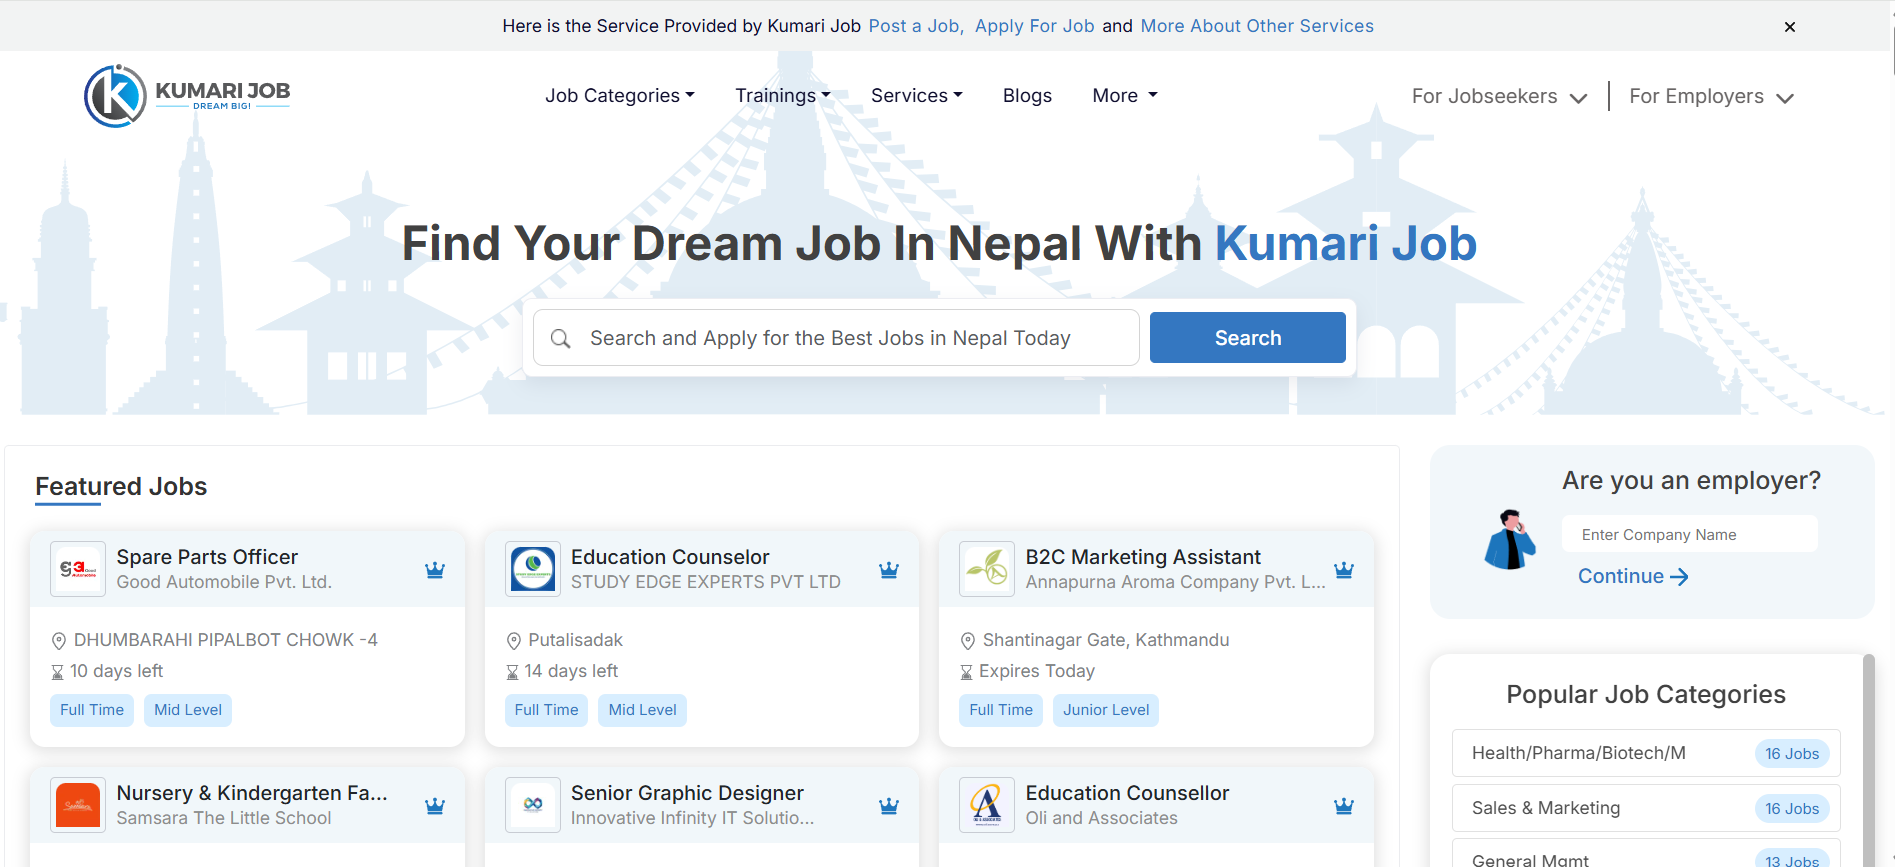 Here is the Service Provided by Kumari Job Post a Job, Apply For Job and More About Other Services
KUMARI JOB
DREAM BIG!
Job Categories
Trainings
Services
Blogs
More
For Jobseekers
For Employers
Find Your Dream Job In Nepal With Kumari Job
Search and Apply for the Best Jobs in Nepal Today
Search
Featured Jobs
Spare Parts Officer
Good Automobile Pvt. Ltd.
DHUMBARAHI PIPALBOT CHOWK -4
10 days left
Full Time
Mid Level
Education Counselor
STUDY EDGE EXPERTS PVT LTD
Putalisadak
14 days left
Full Time
Mid Level
B2C Marketing Assistant
Annapurna Aroma Company Pvt. L...
Shantinagar Gate, Kathmandu
Expires Today
Full Time
Junior Level
Nursery & Kindergarten Fa...
Samsara The Little School
Senior Graphic Designer
Innovative Infinity IT Solutio...
Education Counsellor
Oli and Associates
Are you an employer?
Enter Company Name
Continue
Popular Job Categories
Health/Pharma/Biotech/M
16 Jobs
Sales & Marketing
16 Jobs
General Mgmt
13 Jobs